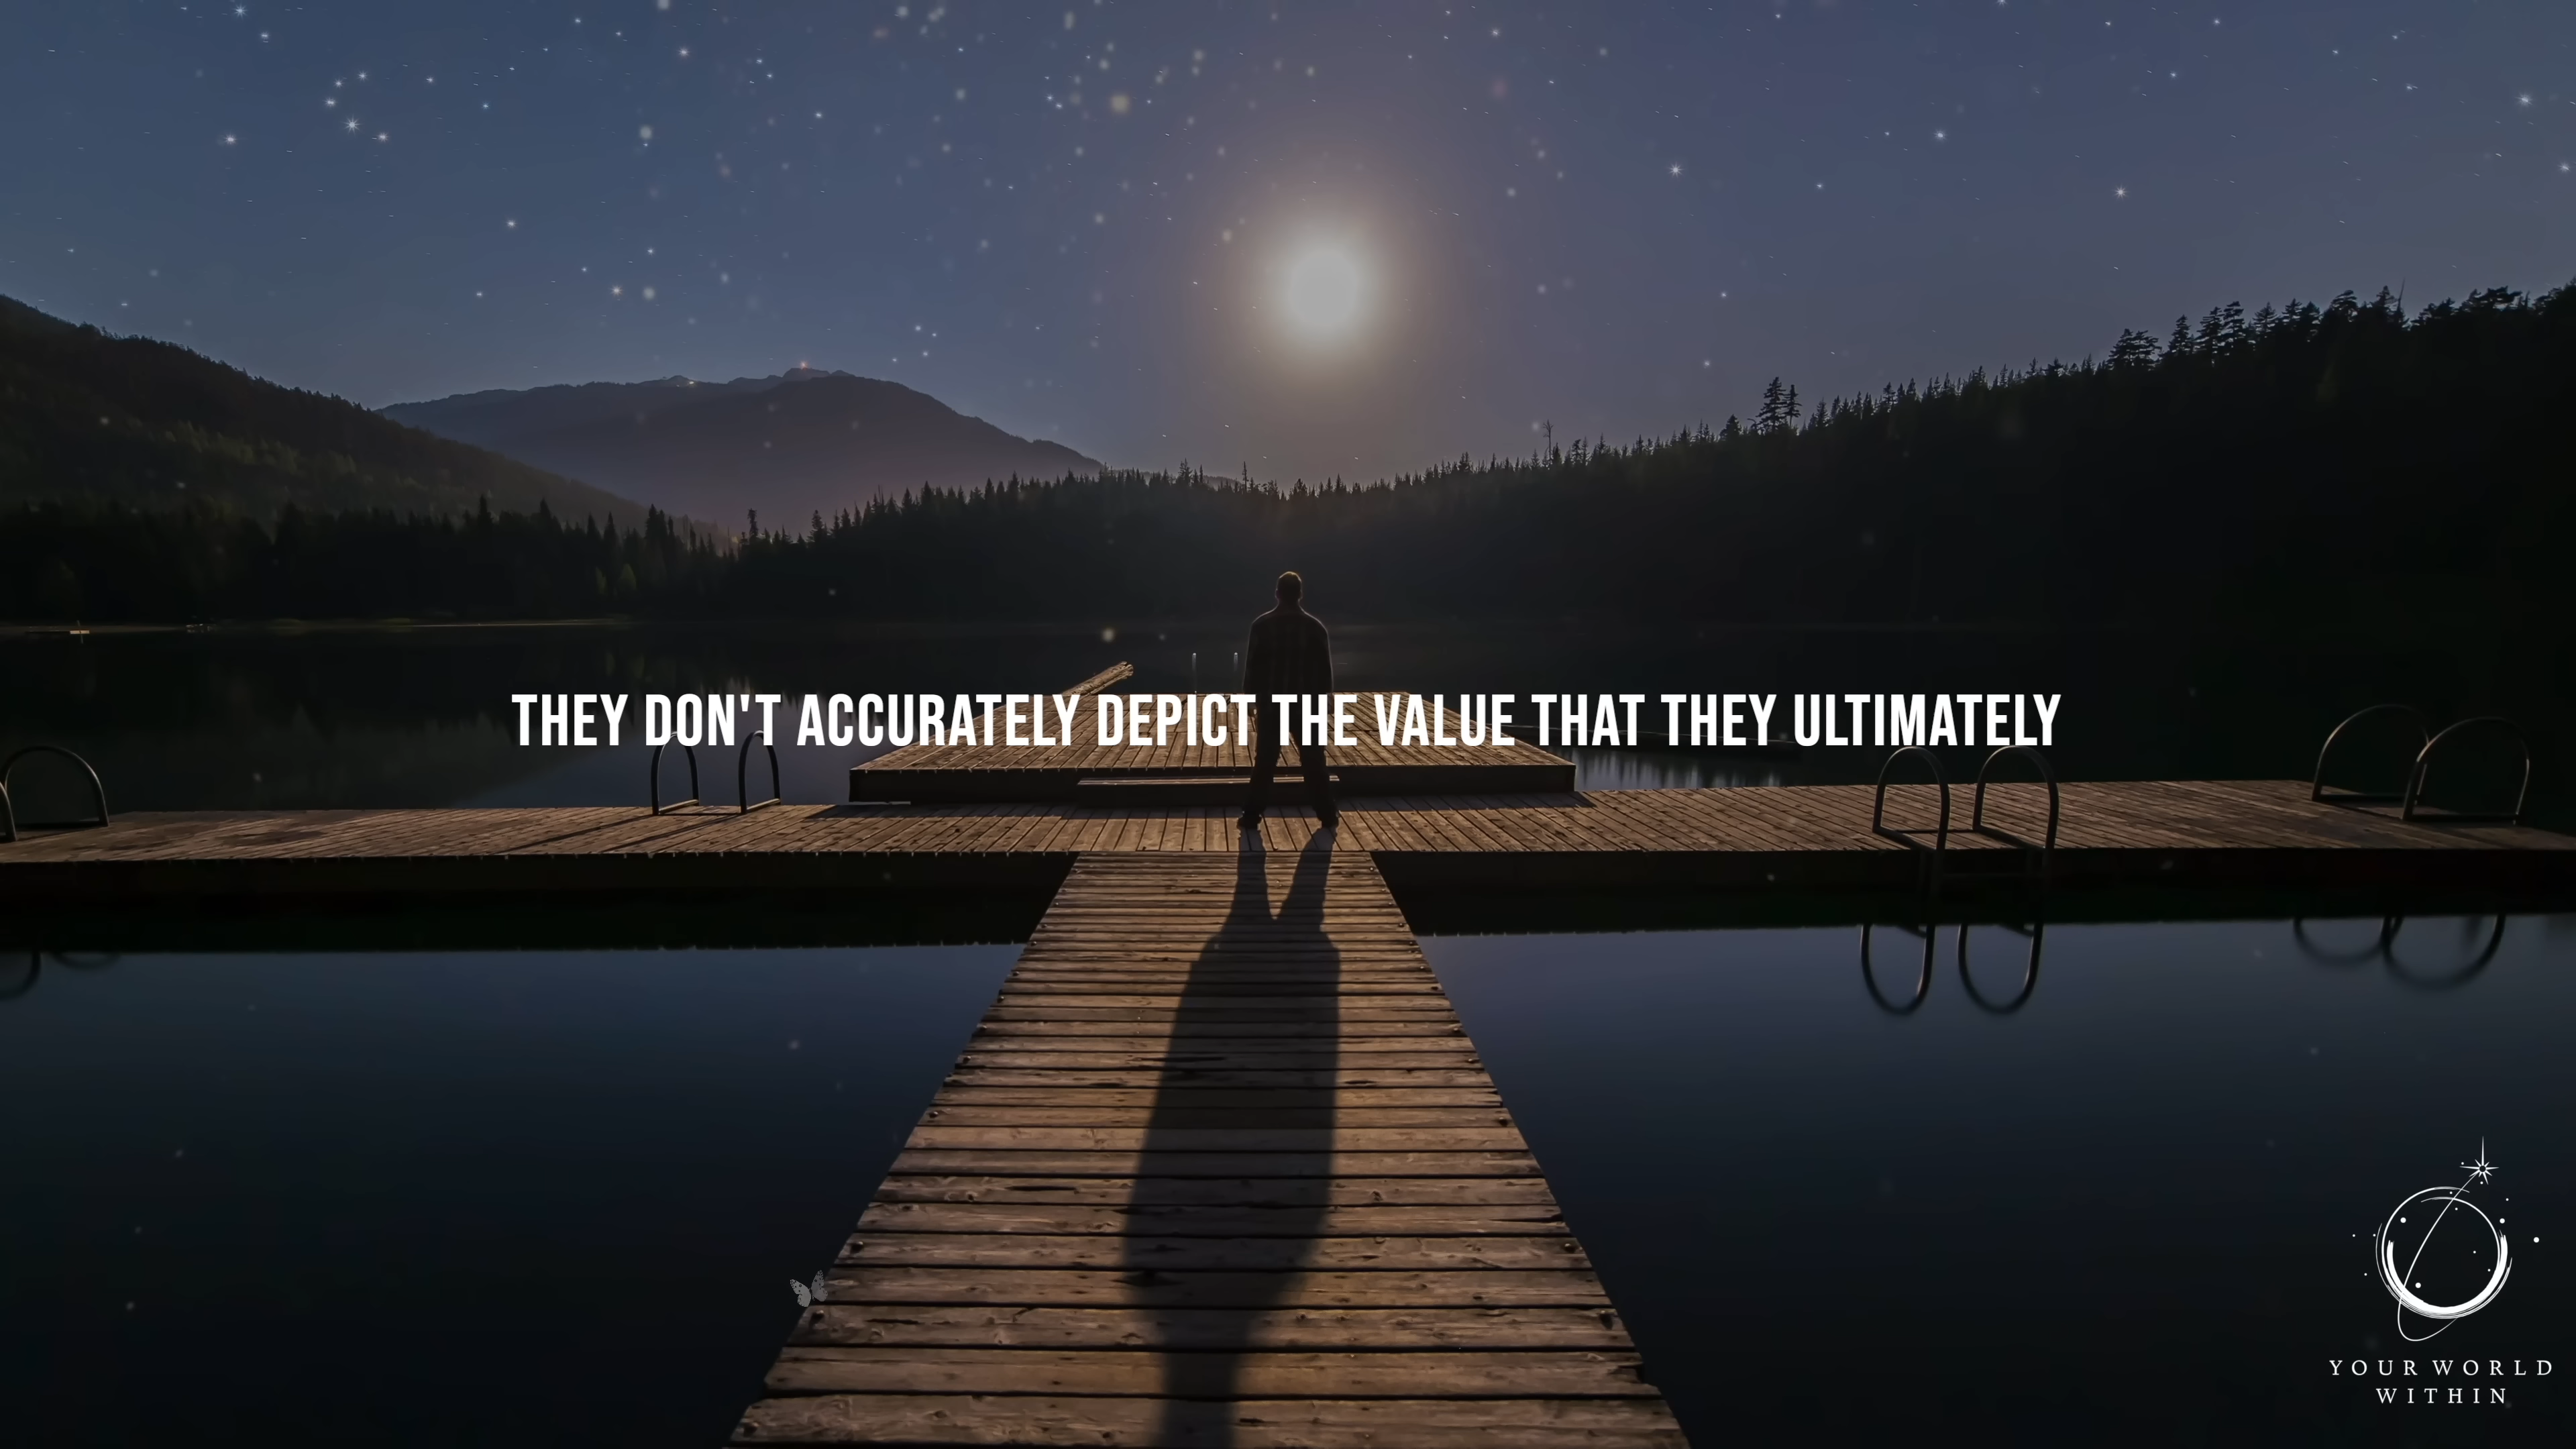 THEY DON'T ACCURATELY DEPICT THE VALUE THAT THEY ULTIMATELY
YOUR WORLD
WITHIN